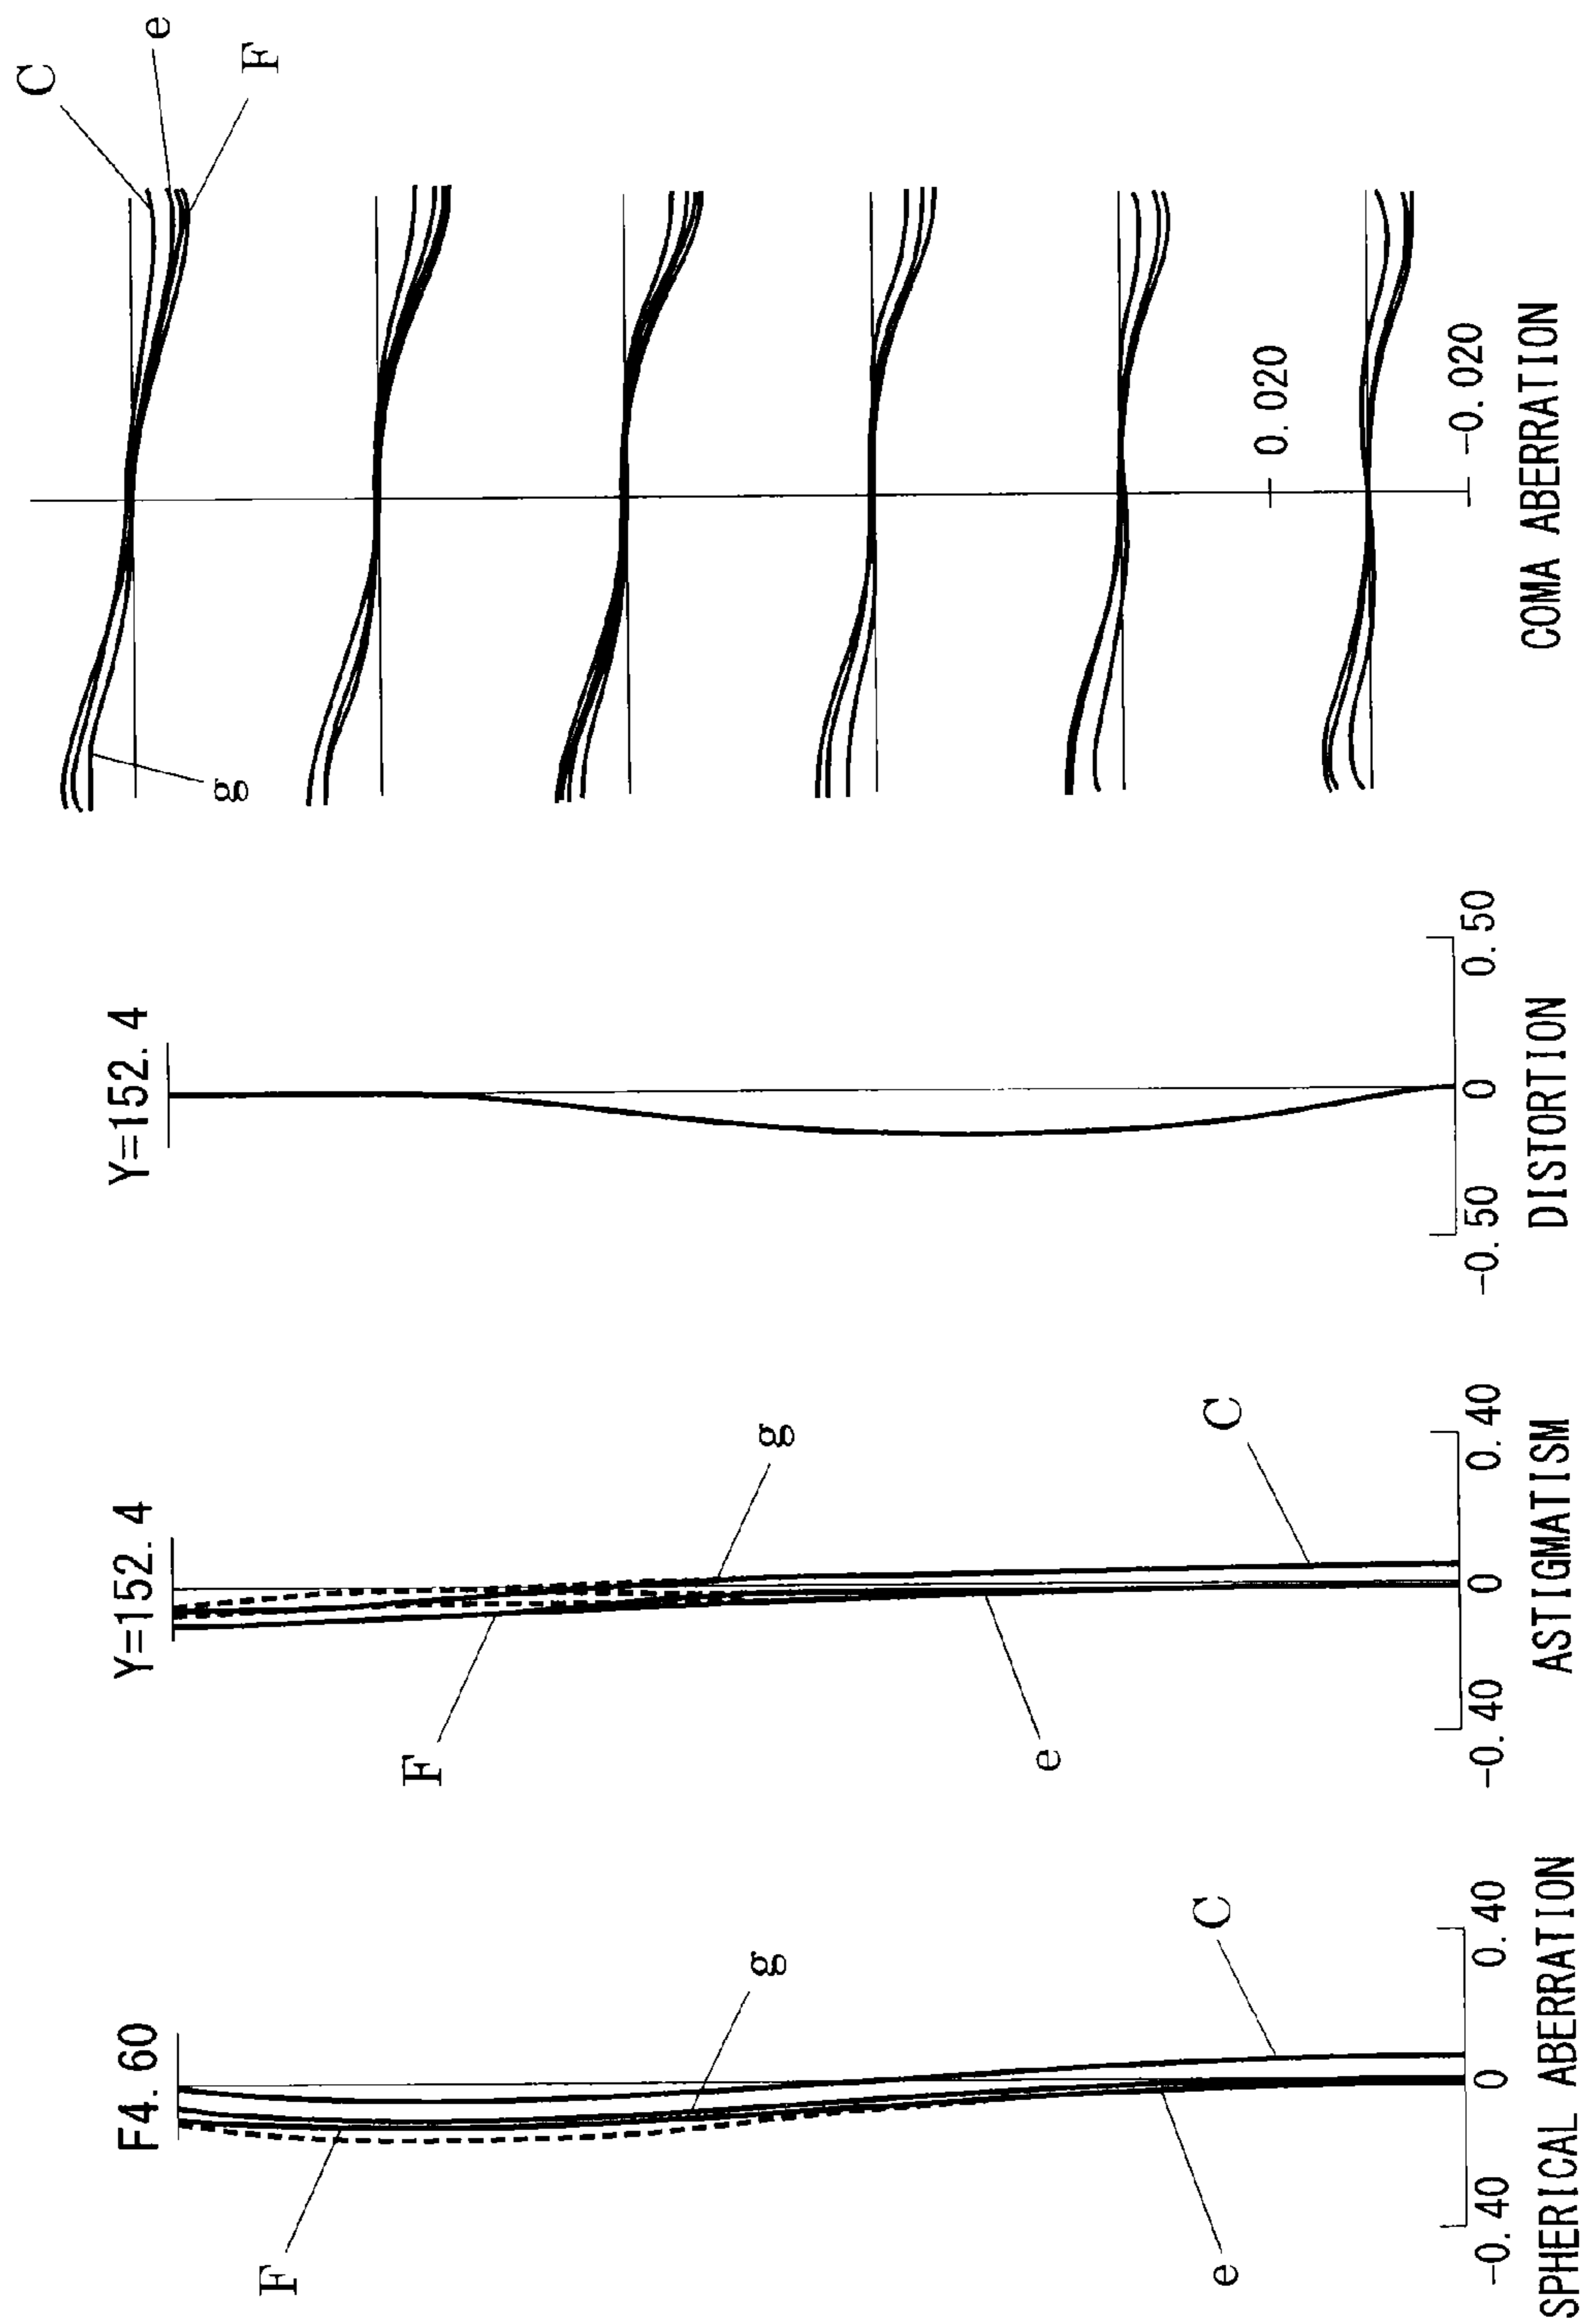 F4. 60
F
g
C
e
-0. 40
0
0. 40
SPHERICAL ABERRATION
Y=152. 4
F
g
C
e
-0. 40
0
0. 40
ASTIGMATISM
Y=152. 4
-0. 50
0
0. 50
DISTORTION
C
e
F
g
0. 020
-0. 020
COMA ABERRATION